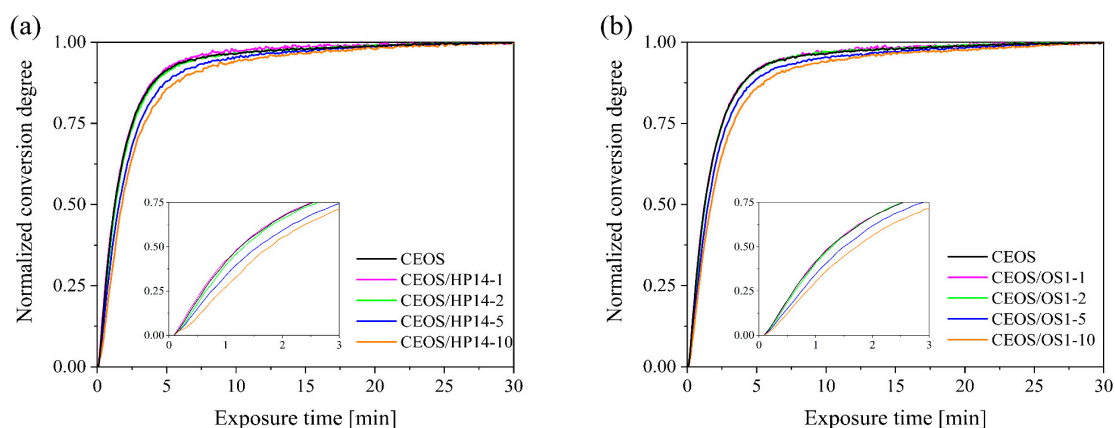 (a)
Normalized conversion degree
1.00
0.75
0.50
0.25
0.00
0.75
0.50
0.25
0.00
0 1 2 3
CEOS
CEOS/HP14-1
CEOS/HP14-2
CEOS/HP14-5
CEOS/HP14-10
0 5 10 15 20 25 30
Exposure time [min]
(b)
Normalized conversion degree
1.00
0.75
0.50
0.25
0.00
0.75
0.50
0.25
0.00
0 1 2 3
CEOS
CEOS/OS1-1
CEOS/OS1-2
CEOS/OS1-5
CEOS/OS1-10
0 5 10 15 20 25 30
Exposure time [min]